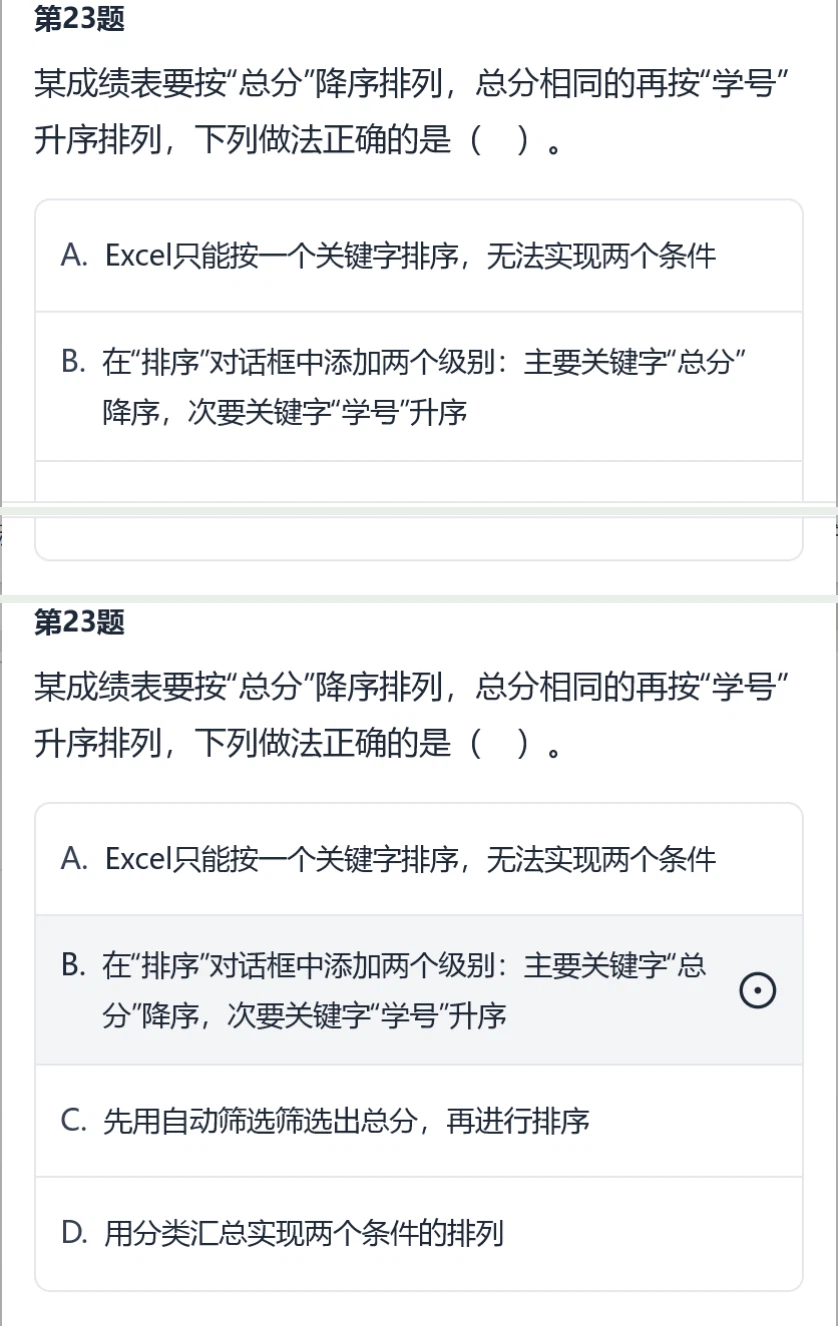 第23题
某成绩表要按“总分”降序排列，总分相同的再按“学号”
升序排列，下列做法正确的是（　）。
A. Excel只能按一个关键字排序，无法实现两个条件
B. 在“排序”对话框中添加两个级别：主要关键字“总分”
降序，次要关键字“学号”升序
第23题
某成绩表要按“总分”降序排列，总分相同的再按“学号”
升序排列，下列做法正确的是（　）。
A. Excel只能按一个关键字排序，无法实现两个条件
B. 在“排序”对话框中添加两个级别：主要关键字“总
分”降序，次要关键字“学号”升序
C. 先用自动筛选筛选出总分，再进行排序
D. 用分类汇总实现两个条件的排列